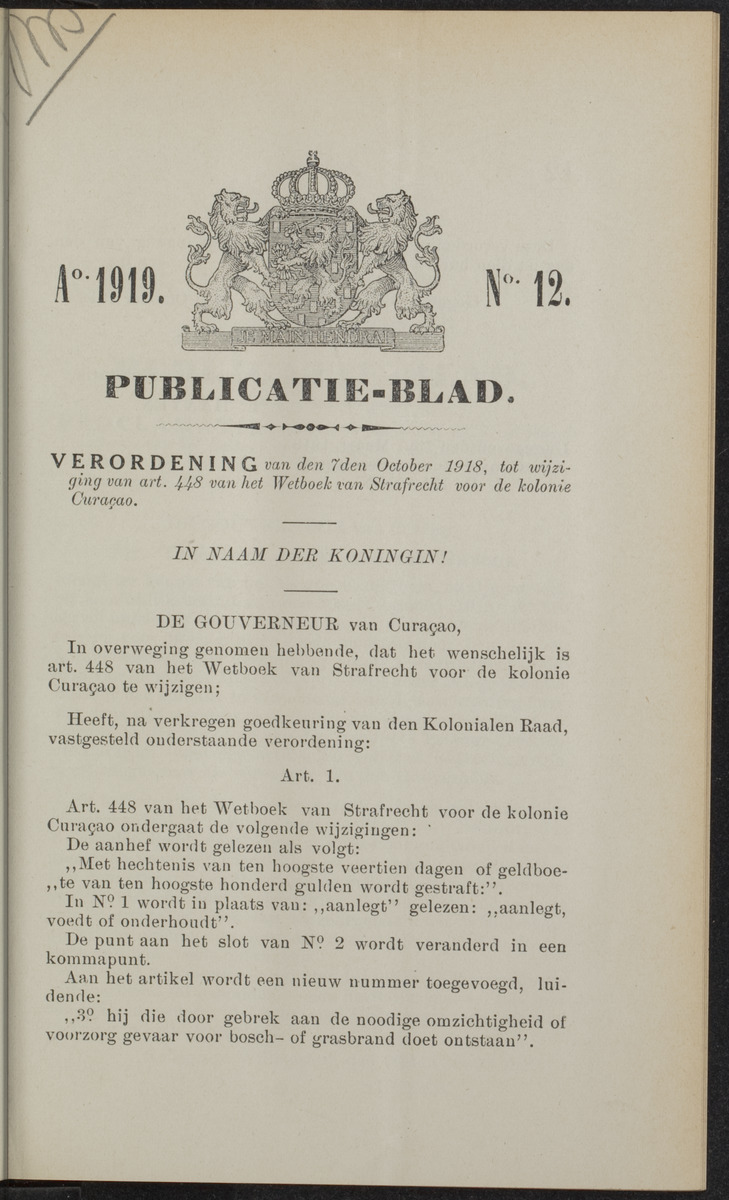 Ao. 1919.
No. 12.
JE MAINTIENDRAI
PUBLICATIE-BLAD.
VERORDENING van den 7den October 1918, tot wijzi-
ging van art. 448 van het Wetboek van Strafrecht voor de kolonie
Curaçao.
IN NAAM DER KONINGIN!
DE GOUVERNEUR van Curaçao,
In overweging genomen hebbende, dat het wenschelijk is
art. 448 van het Wetboek van Strafrecht voor de kolonie
Curaçao te wijzigen;
Heeft, na verkregen goedkeuring van den Kolonialen Raad,
vastgesteld onderstaande verordening:
Art. 1.
Art. 448 van het Wetboek van Strafrecht voor de kolonie
Curaçao ondergaat de volgende wijzigingen:
De aanhef wordt gelezen als volgt:
,,Met hechtenis van ten hoogste veertien dagen of geldboe-
,,te van ten hoogste honderd gulden wordt gestraft:”.
In No. 1 wordt in plaats van: ,,aanlegt” gelezen: ,,aanlegt,
voedt of onderhoudt”.
De punt aan het slot van No. 2 wordt veranderd in een
kommapunt.
Aan het artikel wordt een nieuw nummer toegevoegd, lui-
dende:
,,3o. hij die door gebrek aan de noodige omzichtigheid of
voorzorg gevaar voor bosch- of grasbrand doet ontstaan”.